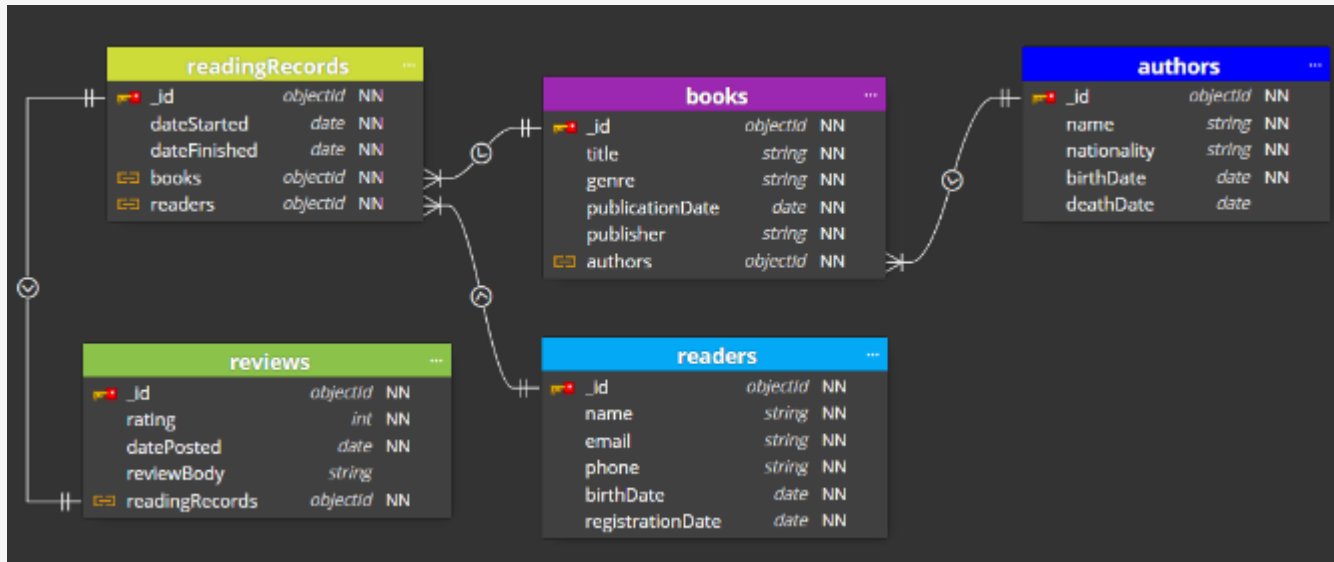 readingRecords ...
_id objectId NN
dateStarted date NN
dateFinished date NN
books objectId NN
readers objectId NN
books ...
_id objectId NN
title string NN
genre string NN
publicationDate date NN
publisher string NN
authors objectId NN
authors ...
_id objectId NN
name string NN
nationality string NN
birthDate date NN
deathDate date
reviews ...
_id objectId NN
rating int NN
datePosted date NN
reviewBody string
readingRecords objectId NN
readers ...
_id objectId NN
name string NN
email string NN
phone string NN
birthDate date NN
registrationDate date NN